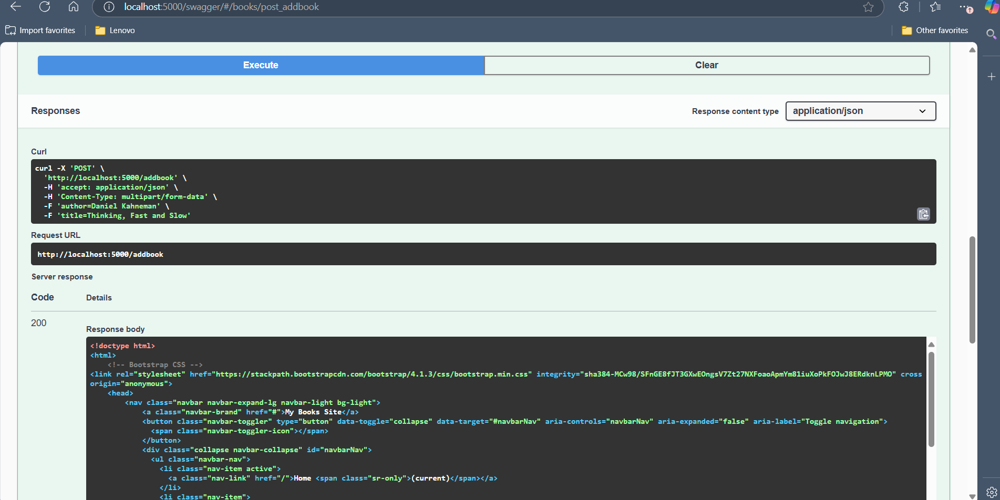 localhost:5000/swagger/#/books/post_addbook
Import favorites
Lenovo
Other favorites
Execute
Clear
Responses
Response content type
application/json
Curl
curl -X 'POST' \
  'http://localhost:5000/addbook' \
  -H 'accept: application/json' \
  -H 'Content-Type: multipart/form-data' \
  -F 'author=Daniel Kahneman' \
  -F 'title=Thinking, Fast and Slow'
Request URL
http://localhost:5000/addbook
Server response
Code Details
200
Response body
<!doctype html>
<html>
    <!-- Bootstrap CSS -->
<link rel="stylesheet" href="https://stackpath.bootstrapcdn.com/bootstrap/4.1.3/css/bootstrap.min.css" integrity="sha384-MCw98/SFnGE8fJT3GXwEOngsV7Zt27NXFoaoApmYm81iuXoPkFOJwJ8ERdknLPMO" cross
origin="anonymous">
    <head>
        <nav class="navbar navbar-expand-lg navbar-light bg-light">
            <a class="navbar-brand" href="#">My Books Site</a>
            <button class="navbar-toggler" type="button" data-toggle="collapse" data-target="#navbarNav" aria-controls="navbarNav" aria-expanded="false" aria-label="Toggle navigation">
              <span class="navbar-toggler-icon"></span>
            </button>
            <div class="collapse navbar-collapse" id="navbarNav">
              <ul class="navbar-nav">
                <li class="nav-item active">
                  <a class="nav-link" href="/">Home <span class="sr-only">(current)</span></a>
                </li>
                <li class="nav-item">